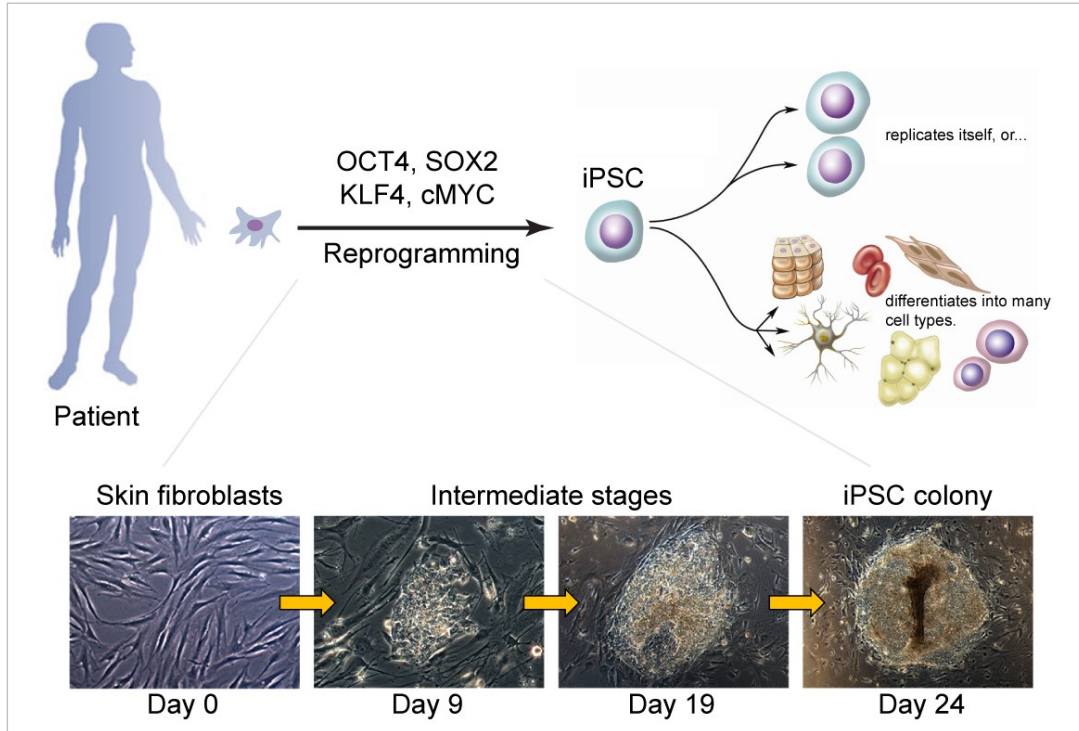 OCT4, SOX2
KLF4, cMYC
Reprogramming
iPSC
replicates itself, or...
differentiates into many
cell types.
Patient
Skin fibroblasts
Intermediate stages
iPSC colony
Day 0
Day 9
Day 19
Day 24